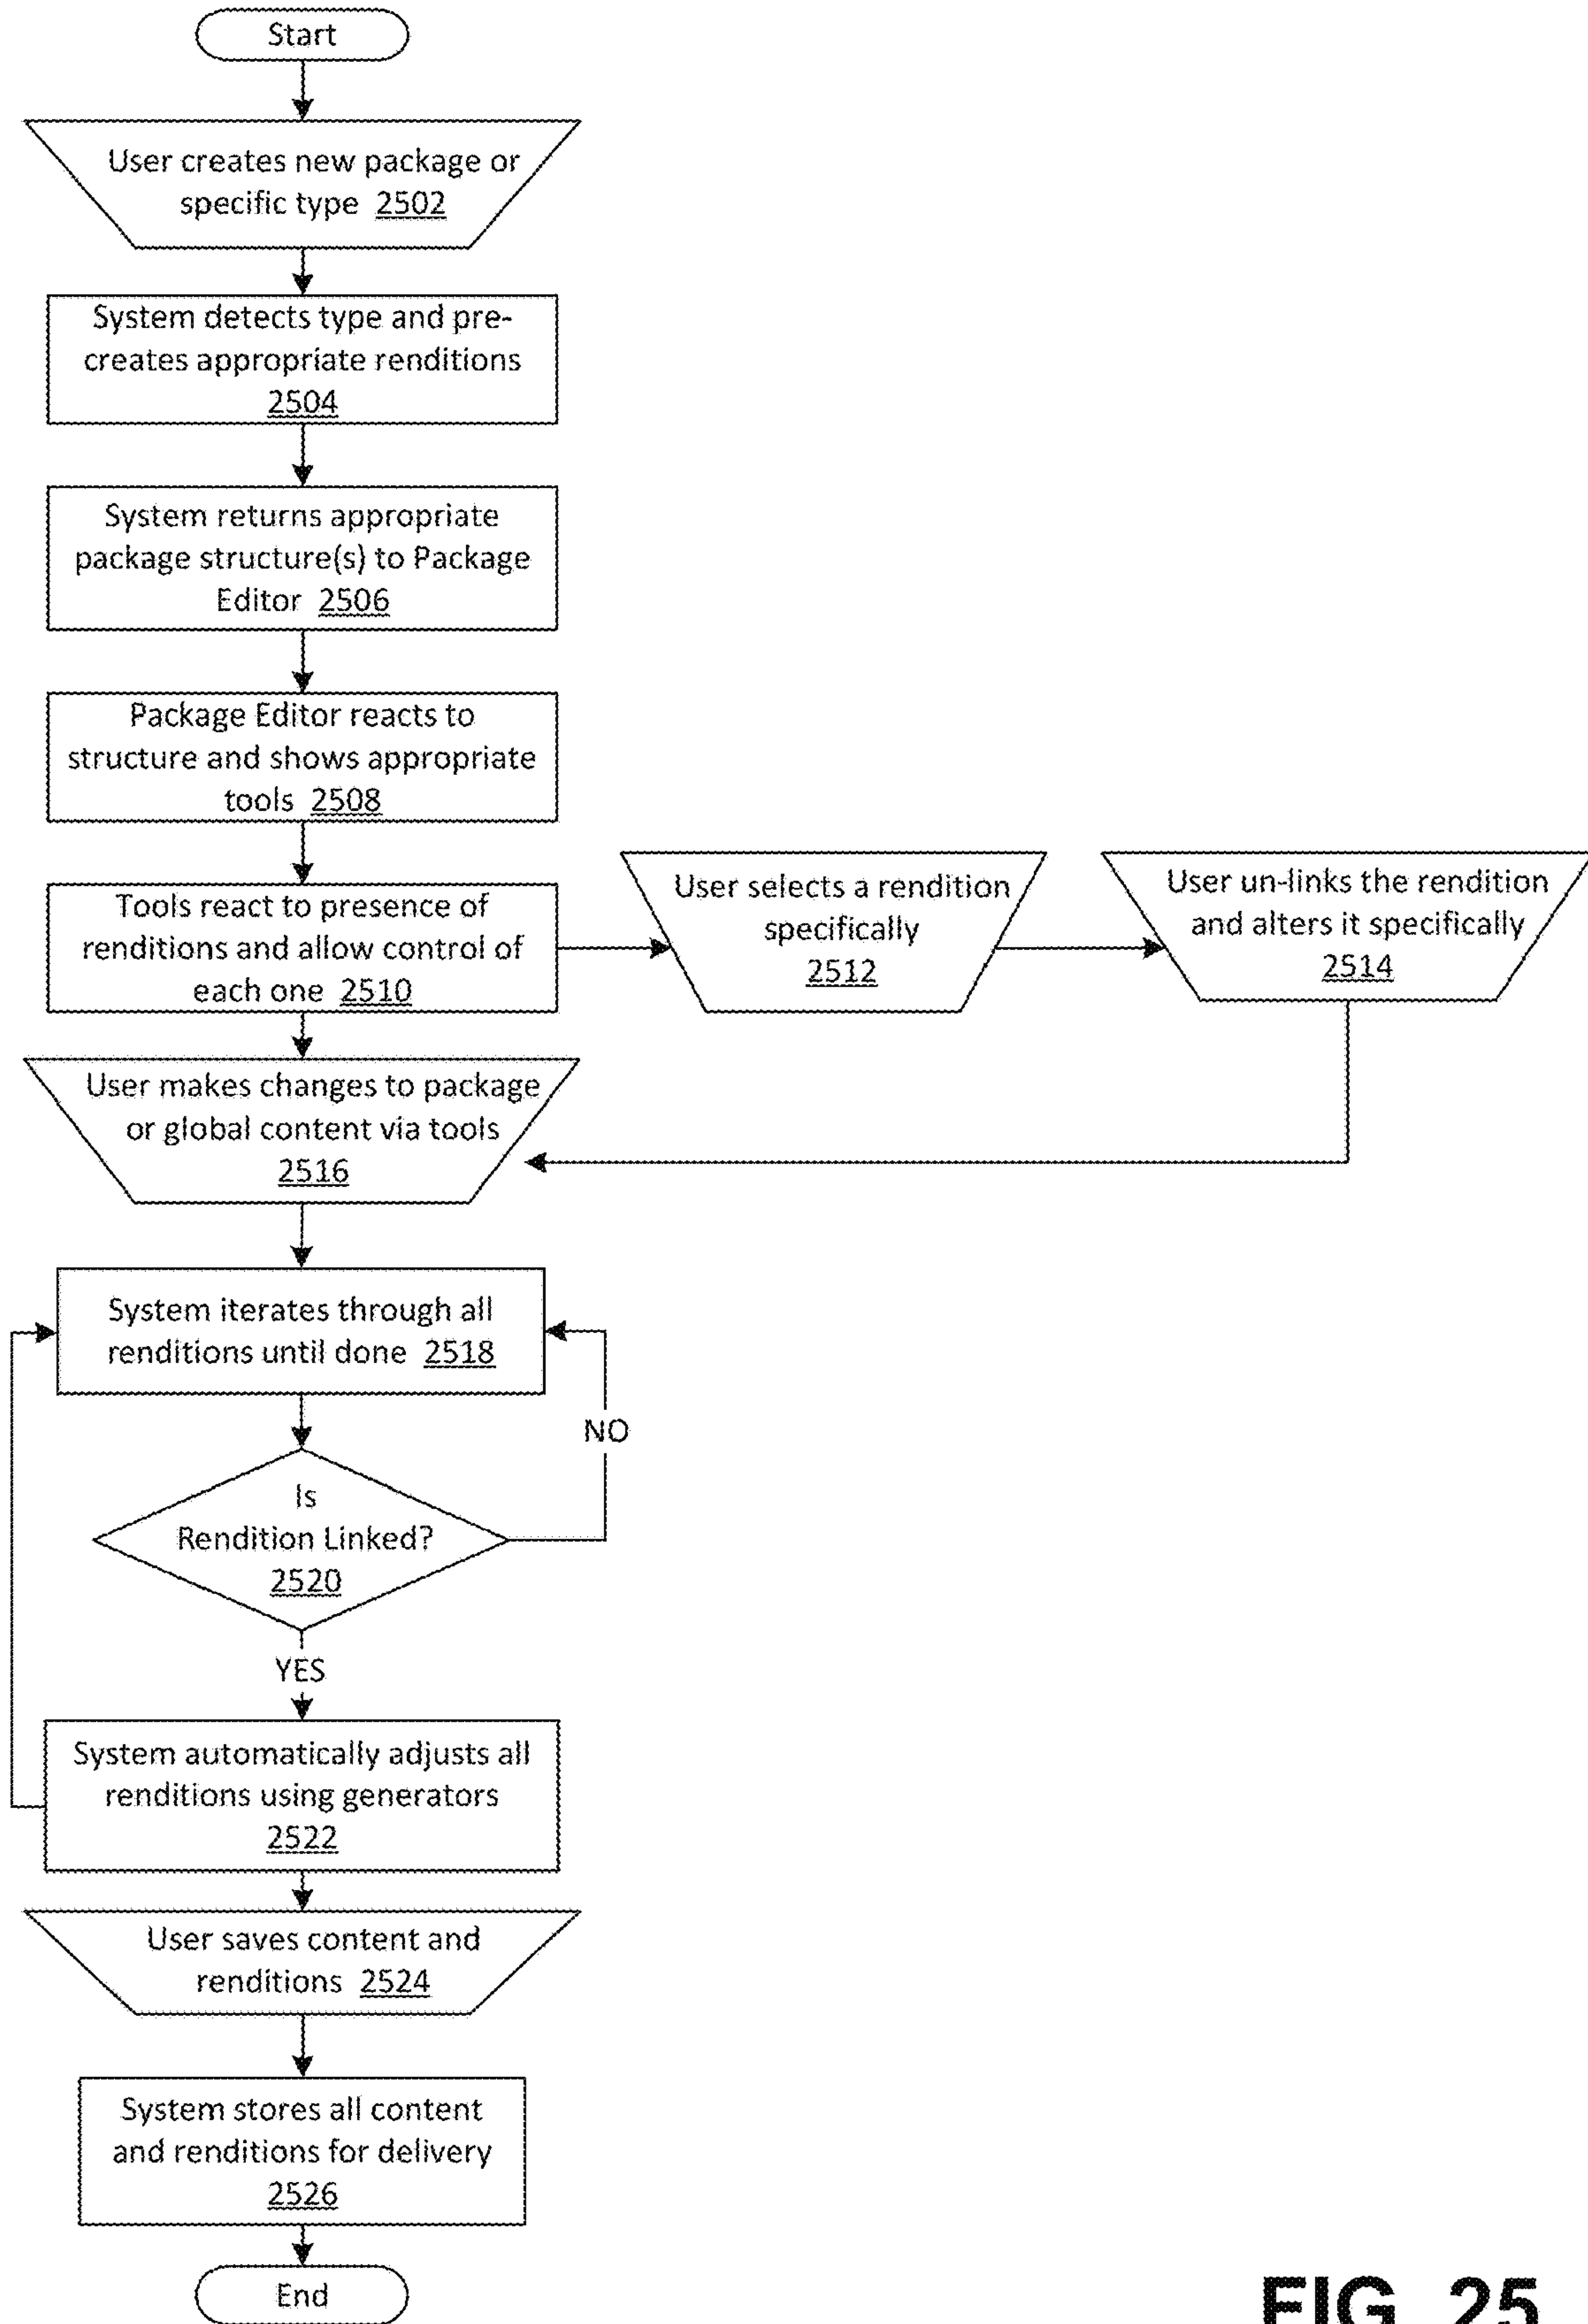 Start
User creates new package or
specific type 2502
System detects type and pre-
creates appropriate renditions
2504
System returns appropriate
package structure(s) to Package
Editor 2506
Package Editor reacts to
structure and shows appropriate
tools 2508
Tools react to presence of
renditions and allow control of
each one 2510
User selects a rendition
specifically
2512
User un-links the rendition
and alters it specifically
2514
User makes changes to package
or global content via tools
2516
System iterates through all
renditions until done 2518
NO
Is
Rendition Linked?
2520
YES
System automatically adjusts all
renditions using generators
2522
User saves content and
renditions 2524
System stores all content
and renditions for delivery
2526
End
FIG. 25